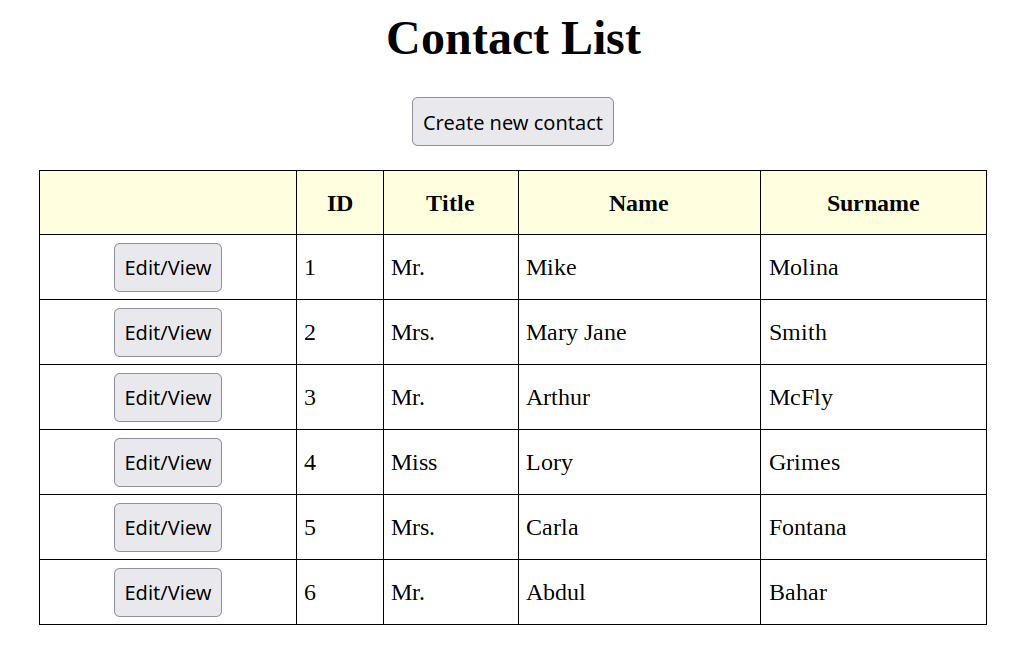 Contact List
Create new contact
ID Title Name Surname
Edit/View 1 Mr. Mike Molina
Edit/View 2 Mrs. Mary Jane Smith
Edit/View 3 Mr. Arthur McFly
Edit/View 4 Miss Lory Grimes
Edit/View 5 Mrs. Carla Fontana
Edit/View 6 Mr. Abdul Bahar